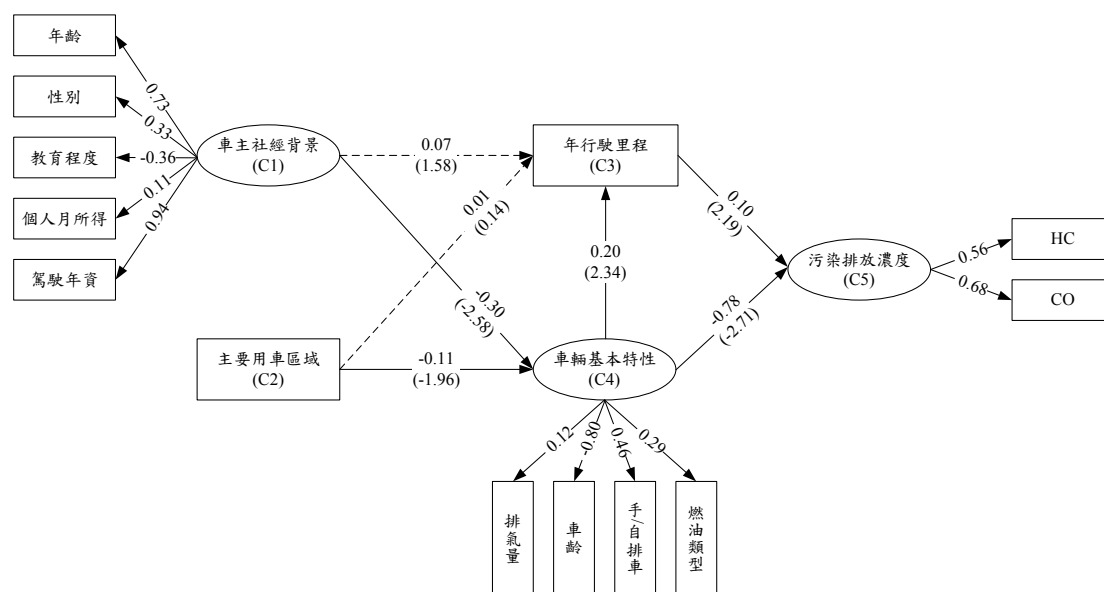 年齡
性別
教育程度
個人月所得
駕駛年資
0.73
0.33
-0.36
0.11
0.94
車主社經背景
(C1)
0.07
(1.58)
年行駛里程
(C3)
0.01
(0.14)
0.10
(2.19)
0.20
(2.34)
污染排放濃度
(C5)
0.56
0.68
HC
CO
-0.30
(-2.58)
-0.78
(-2.71)
主要用車區域
(C2)
-0.11
(-1.96)
車輛基本特性
(C4)
0.12
-0.80
0.46
0.29
排氣量
車齡
手/自排車
燃油類型